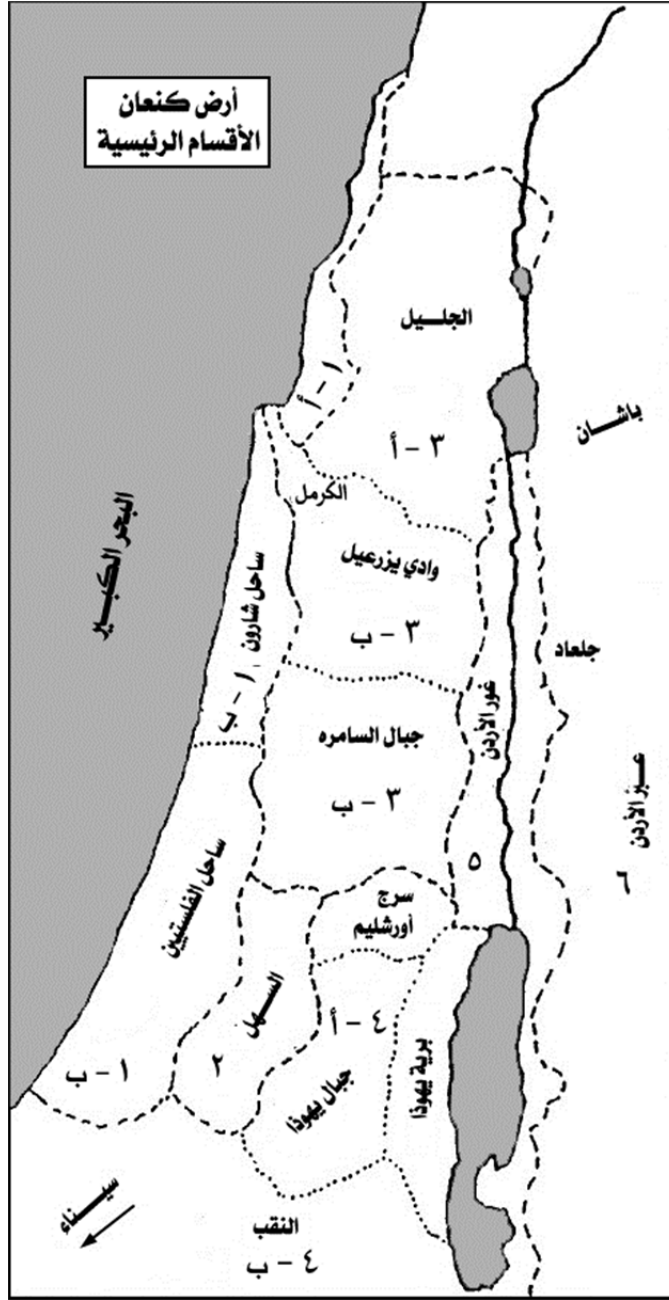 أرض كنعان
الأقسام الرئيسية
الجليل
١ - أ
باشان
٣ - أ
الكرمل
البحر الكبير
ساحل شارون
١ - ب
وادي يزرعيل
٣ - ب
جلعاد
غور الأردن
جبال السامره
٣ - ب
عبر الأردن
٦
٥
ساحل الفلستيين
سرج
أورشليم
السهل
٢
٤ - أ
جبال يهوذا
برية يهوذا
١ - ب
سيناء
النقب
٤ - ب